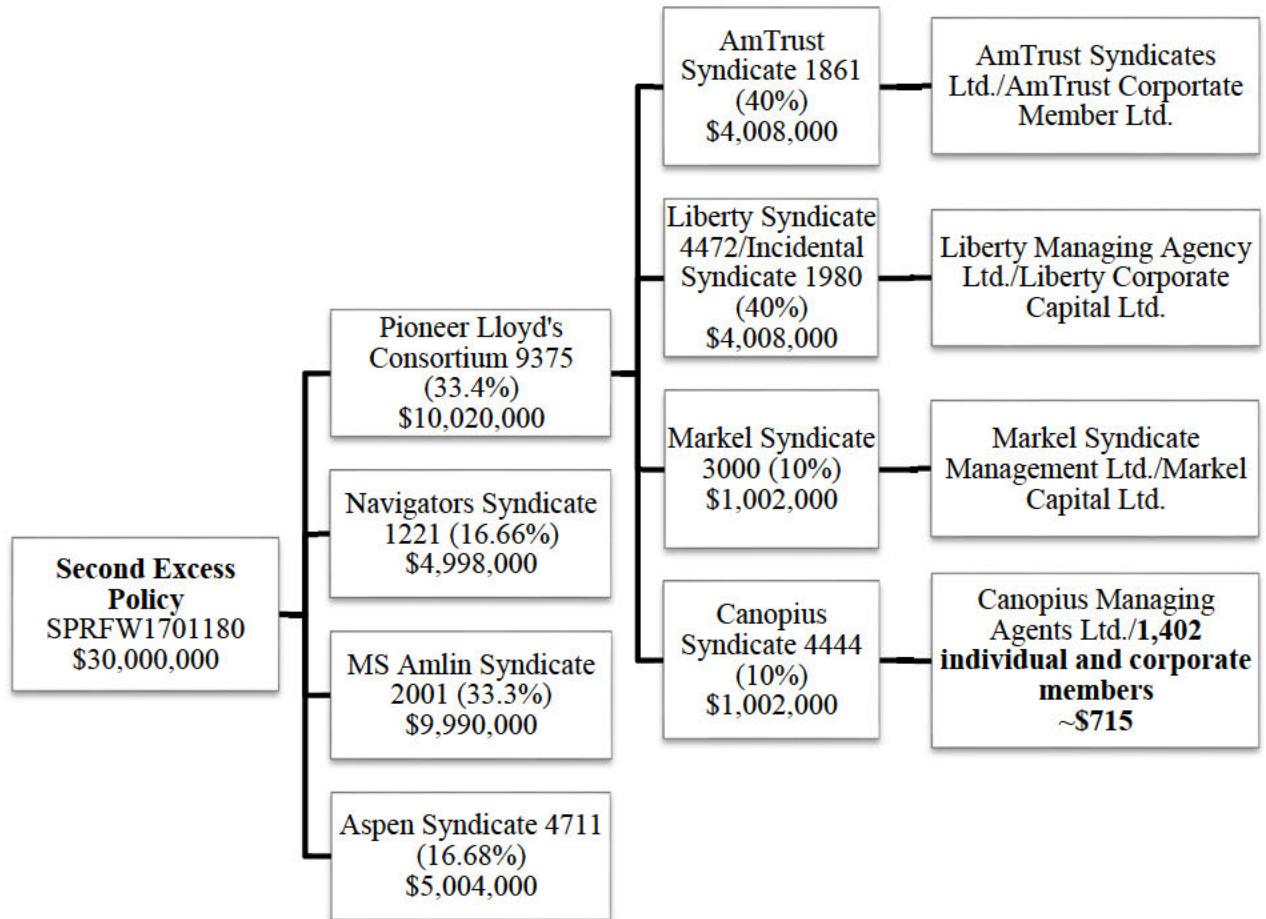 Second Excess
Policy
SPRFW1701180
$30,000,000
Pioneer Lloyd's
Consortium 9375
(33.4%)
$10,020,000
Navigators Syndicate
1221 (16.66%)
$4,998,000
MS Amlin Syndicate
2001 (33.3%)
$9,990,000
Aspen Syndicate 4711
(16.68%)
$5,004,000
AmTrust
Syndicate 1861
(40%)
$4,008,000
Liberty Syndicate
4472/Incidental
Syndicate 1980
(40%)
$4,008,000
Markel Syndicate
3000 (10%)
$1,002,000
Canopius
Syndicate 4444
(10%)
$1,002,000
AmTrust Syndicates
Ltd./AmTrust Corportate
Member Ltd.
Liberty Managing Agency
Ltd./Liberty Corporate
Capital Ltd.
Markel Syndicate
Management Ltd./Markel
Capital Ltd.
Canopius Managing
Agents Ltd./1,402
individual and corporate
members
~$715